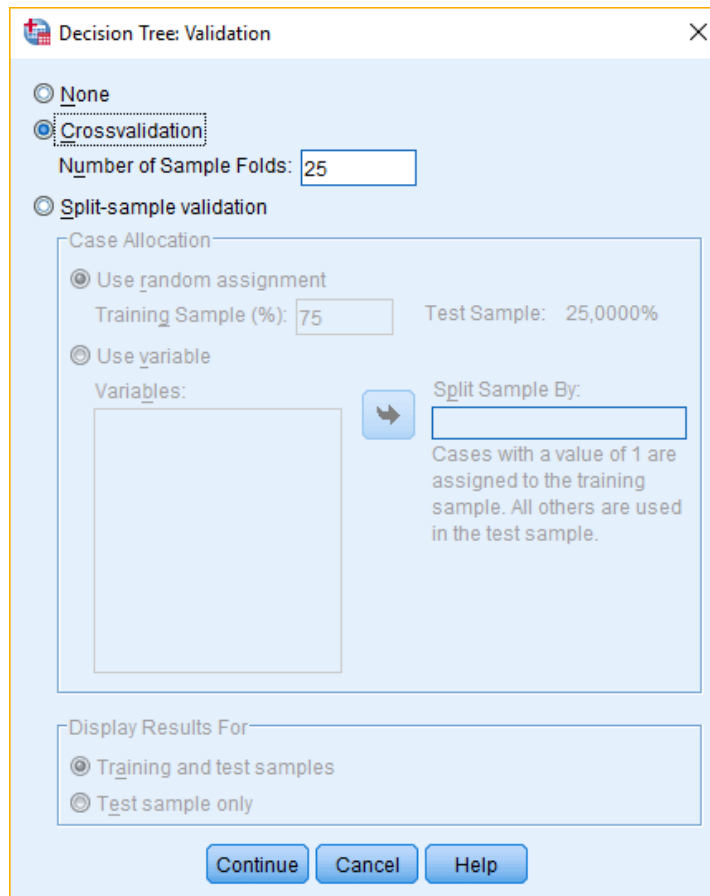 Decision Tree: Validation
None
Crossvalidation
Number of Sample Folds: 25
Split-sample validation
Case Allocation
Use random assignment
Training Sample (%): 75 Test Sample: 25,0000%
Use variable
Variables:
Split Sample By:
Cases with a value of 1 are
assigned to the training
sample. All others are used
in the test sample.
Display Results For
Training and test samples
Test sample only
Continue Cancel Help